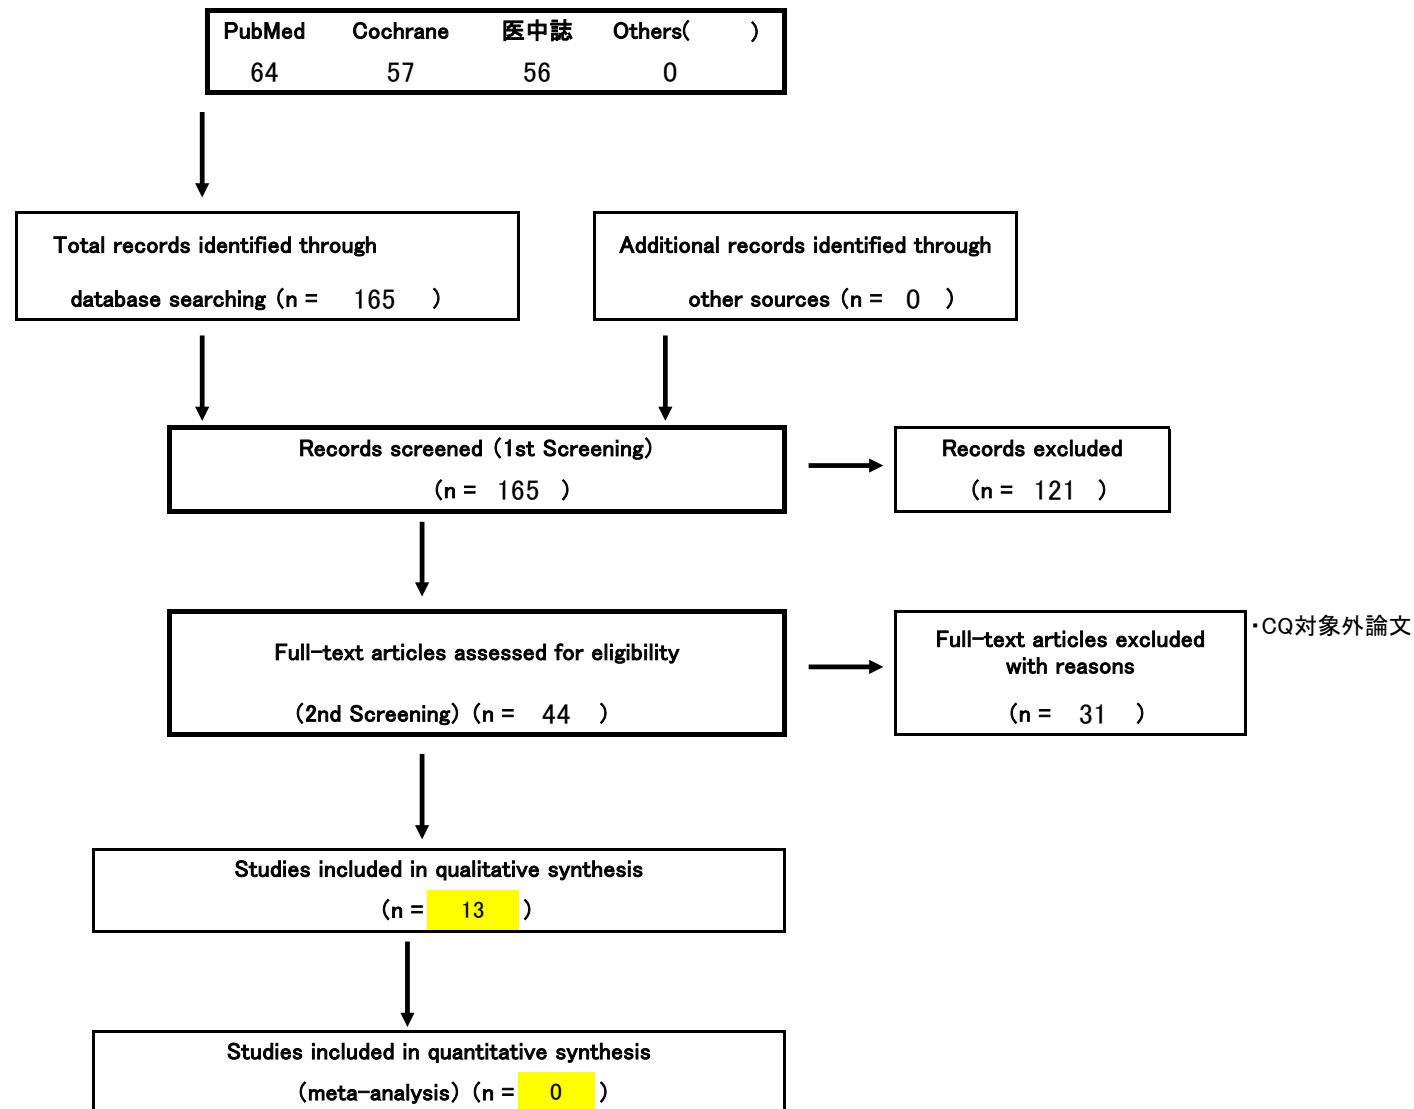 PubMed Cochrane 医中誌 Others( )
64 57 56 0
Total records identified through
database searching (n = 165 )
Additional records identified through
other sources (n = 0 )
Records screened (1st Screening)
(n = 165 )
Records excluded
(n = 121 )
Full-text articles assessed for eligibility
(2nd Screening) (n = 44 )
Full-text articles excluded
with reasons
(n = 31 )
・CQ対象外論文
Studies included in qualitative synthesis
(n = 13 )
Studies included in quantitative synthesis
(meta-analysis) (n = 0 )